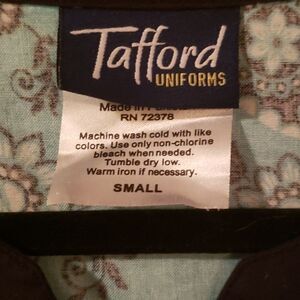 Tafford
UNIFORMS
Made in
RN 72378
Machine wash cold with like
colors. Use only non-chlorine
bleach when needed.
Tumble dry low.
Warm iron if necessary.
SMALL